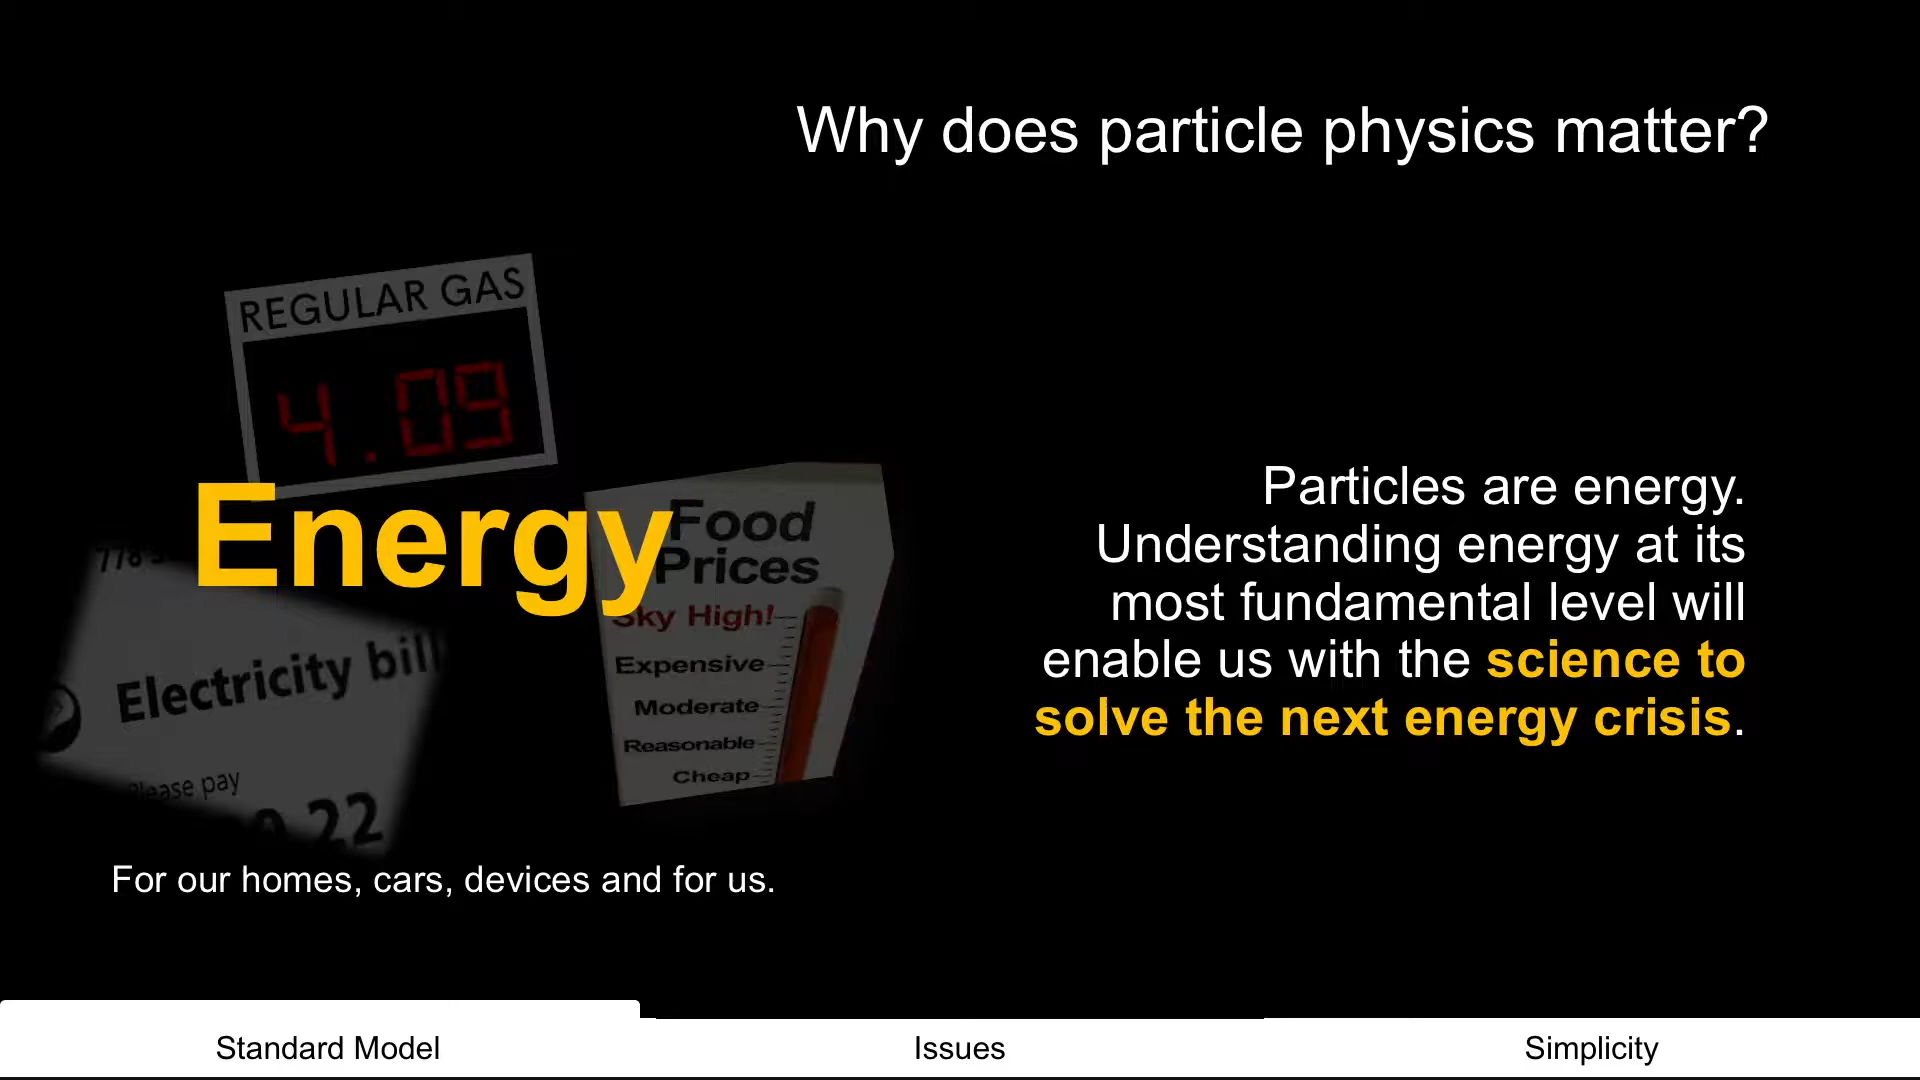 Why does particle physics matter?
REGULAR GAS
4.09
Energy
Food
Prices
Sky High!
Expensive
Moderate
Reasonable
Cheap
Electricity bill
Please pay
22
For our homes, cars, devices and for us.
Particles are energy.
Understanding energy at its
most fundamental level will
enable us with the science to
solve the next energy crisis.
Standard Model
Issues
Simplicity